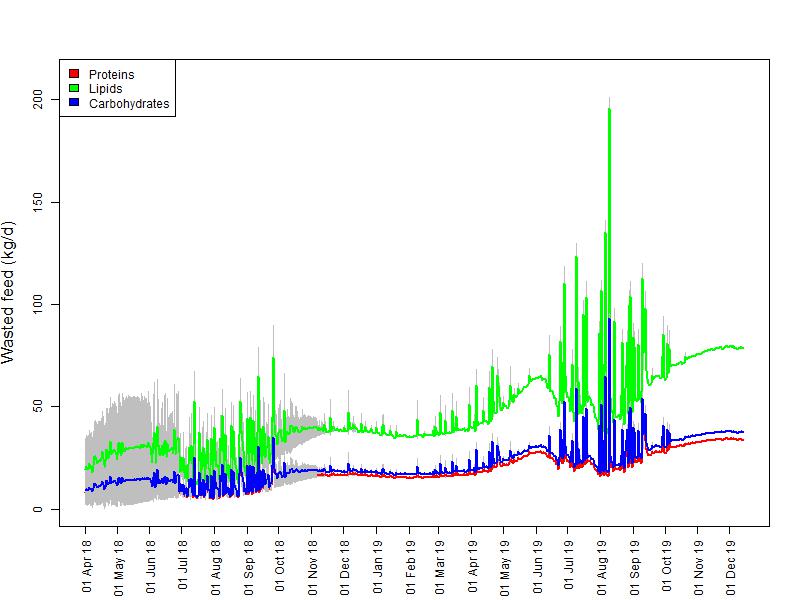 Proteins
Lipids
Carbohydrates
Wasted feed (kg/d)
200
150
100
50
0
01 Apr 18
01 May 18
01 Jun 18
01 Jul 18
01 Aug 18
01 Sep 18
01 Oct 18
01 Nov 18
01 Dec 18
01 Jan 19
01 Feb 19
01 Mar 19
01 Apr 19
01 May 19
01 Jun 19
01 Jul 19
01 Aug 19
01 Sep 19
01 Oct 19
01 Nov 19
01 Dec 19